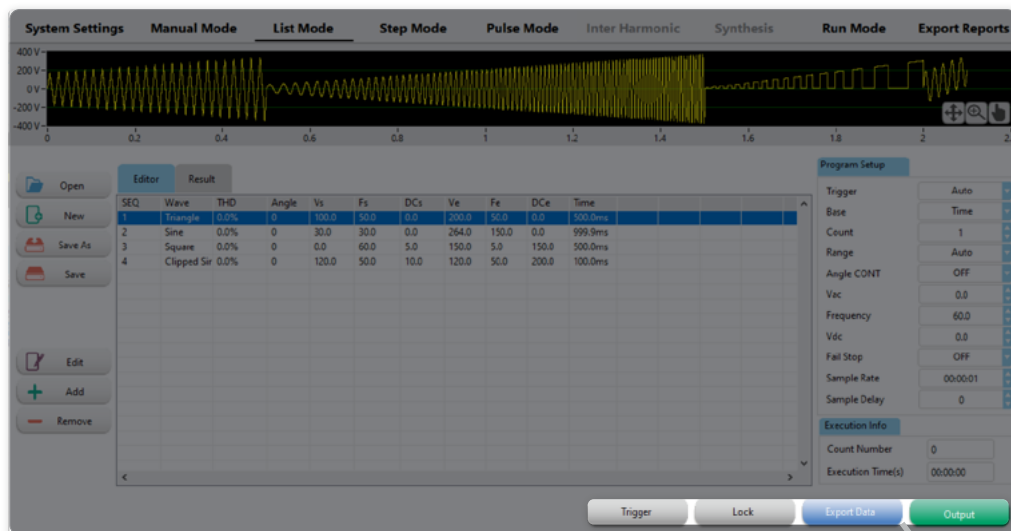 System Settings Manual Mode List Mode Step Mode Pulse Mode Inter Harmonic Synthesis Run Mode Export Reports
400 V
200 V
0 V
-200 V
-400 V
0 0.2 0.4 0.6 0.8 1 1.2 1.4 1.6 1.8 2 2.
Open
New
Save As
Save
Edit
Add
Remove
Editor Result
SEQ Wave THD Angle Vs Fs DCs Ve Fe DCe Time
1 Triangle 0.0% 0 100.0 50.0 0.0 200.0 50.0 0.0 500.0ms
2 Sine 0.0% 0 30.0 30.0 0.0 264.0 150.0 0.0 999.9ms
3 Square 0.0% 0 0.0 60.0 5.0 150.0 5.0 150.0 500.0ms
4 Clipped Sir 0.0% 0 120.0 50.0 10.0 120.0 50.0 200.0 100.0ms
Program Setup
Trigger Auto
Base Time
Count 1
Range Auto
Angle CONT OFF
Vac 0.0
Frequency 60.0
Vdc 0.0
Fail Stop OFF
Sample Rate 00:00:01
Sample Delay 0
Execution Info
Count Number 0
Execution Time(s) 00:00:00
Trigger Lock Export Data Output